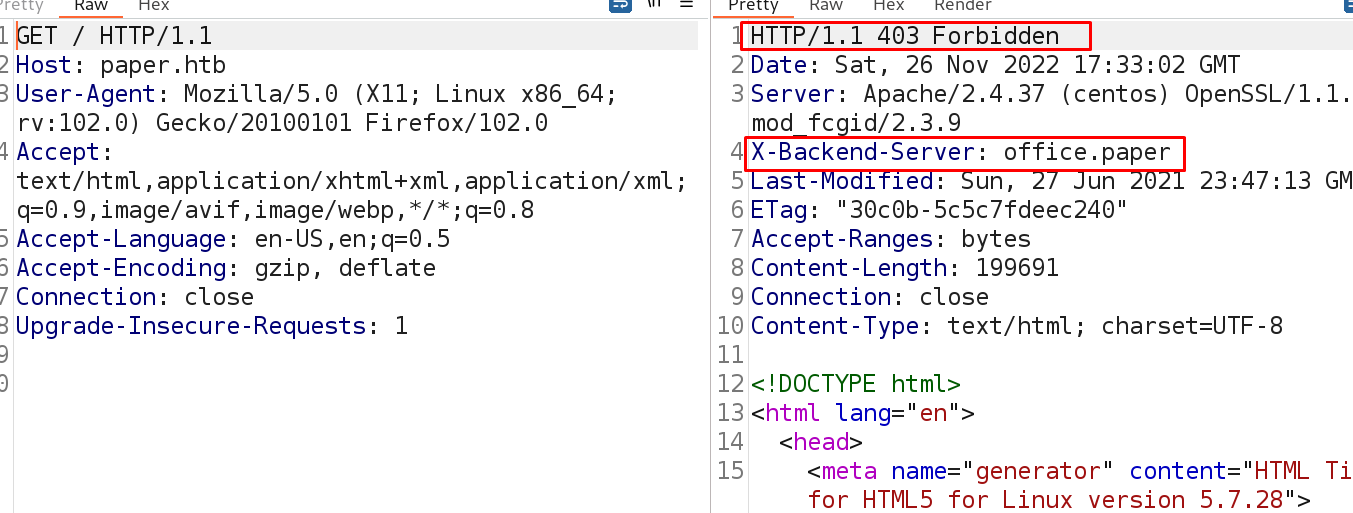 Pretty Raw Hex \n
1 GET / HTTP/1.1
2 Host: paper.htb
3 User-Agent: Mozilla/5.0 (X11; Linux x86_64;
rv:102.0) Gecko/20100101 Firefox/102.0
4 Accept:
text/html,application/xhtml+xml,application/xml;
q=0.9,image/avif,image/webp,*/*;q=0.8
5 Accept-Language: en-US,en;q=0.5
6 Accept-Encoding: gzip, deflate
7 Connection: close
8 Upgrade-Insecure-Requests: 1
9
0
Pretty Raw Hex Render
1 HTTP/1.1 403 Forbidden
2 Date: Sat, 26 Nov 2022 17:33:02 GMT
3 Server: Apache/2.4.37 (centos) OpenSSL/1.1.
mod_fcgid/2.3.9
4 X-Backend-Server: office.paper
5 Last-Modified: Sun, 27 Jun 2021 23:47:13 GM
6 ETag: "30c0b-5c5c7fdeec240"
7 Accept-Ranges: bytes
8 Content-Length: 199691
9 Connection: close
10 Content-Type: text/html; charset=UTF-8
11
12 <!DOCTYPE html>
13 <html lang="en">
14 <head>
15 <meta name="generator" content="HTML Ti
for HTML5 for Linux version 5.7.28">